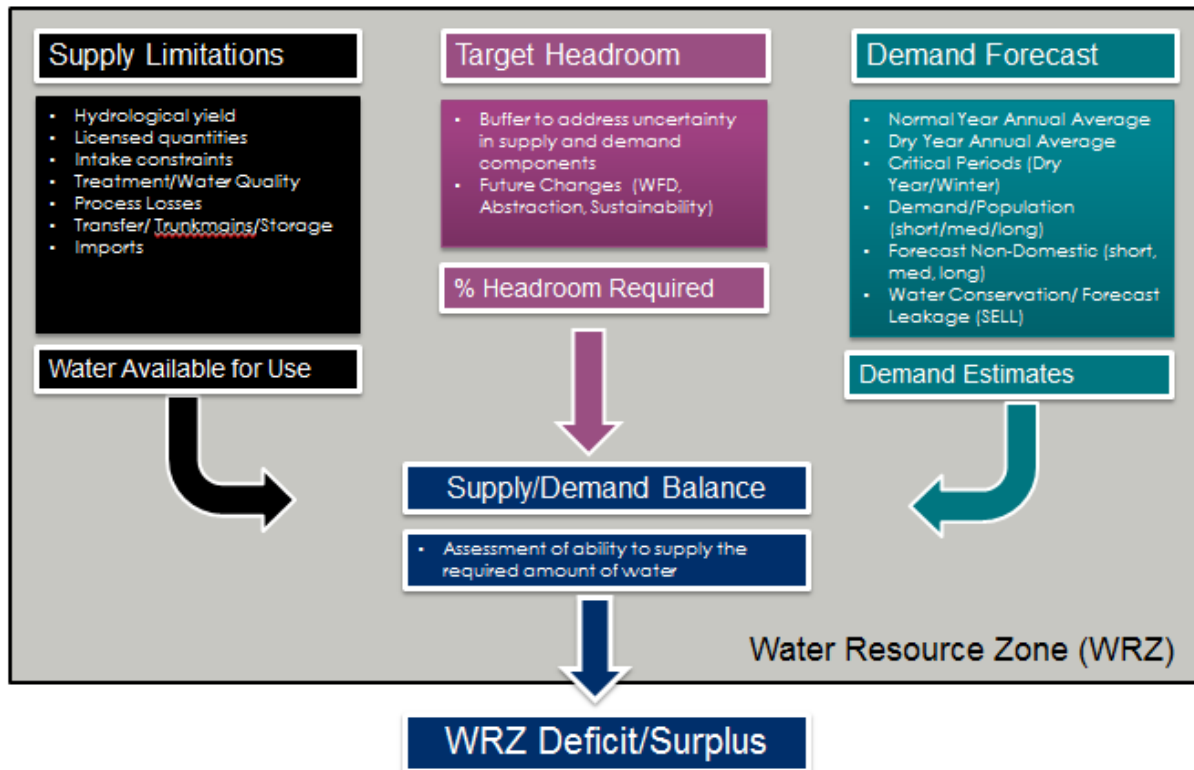 Supply Limitations
• Hydrological yield
• Licensed quantities
• Intake constraints
• Treatment/Water Quality
• Process Losses
• Transfer/ Trunkmains/Storage
• Imports
Water Available for Use
Target Headroom
• Buffer to address uncertainty
in supply and demand
components
• Future Changes (WFD,
Abstraction, Sustainability)
% Headroom Required
Demand Forecast
• Normal Year Annual Average
• Dry Year Annual Average
• Critical Periods (Dry
Year/Winter)
• Demand/Population
(short/med/long)
• Forecast Non-Domestic (short,
med, long)
• Water Conservation/ Forecast
Leakage (SELL)
Demand Estimates
Supply/Demand Balance
• Assessment of ability to supply the
required amount of water
Water Resource Zone (WRZ)
WRZ Deficit/Surplus